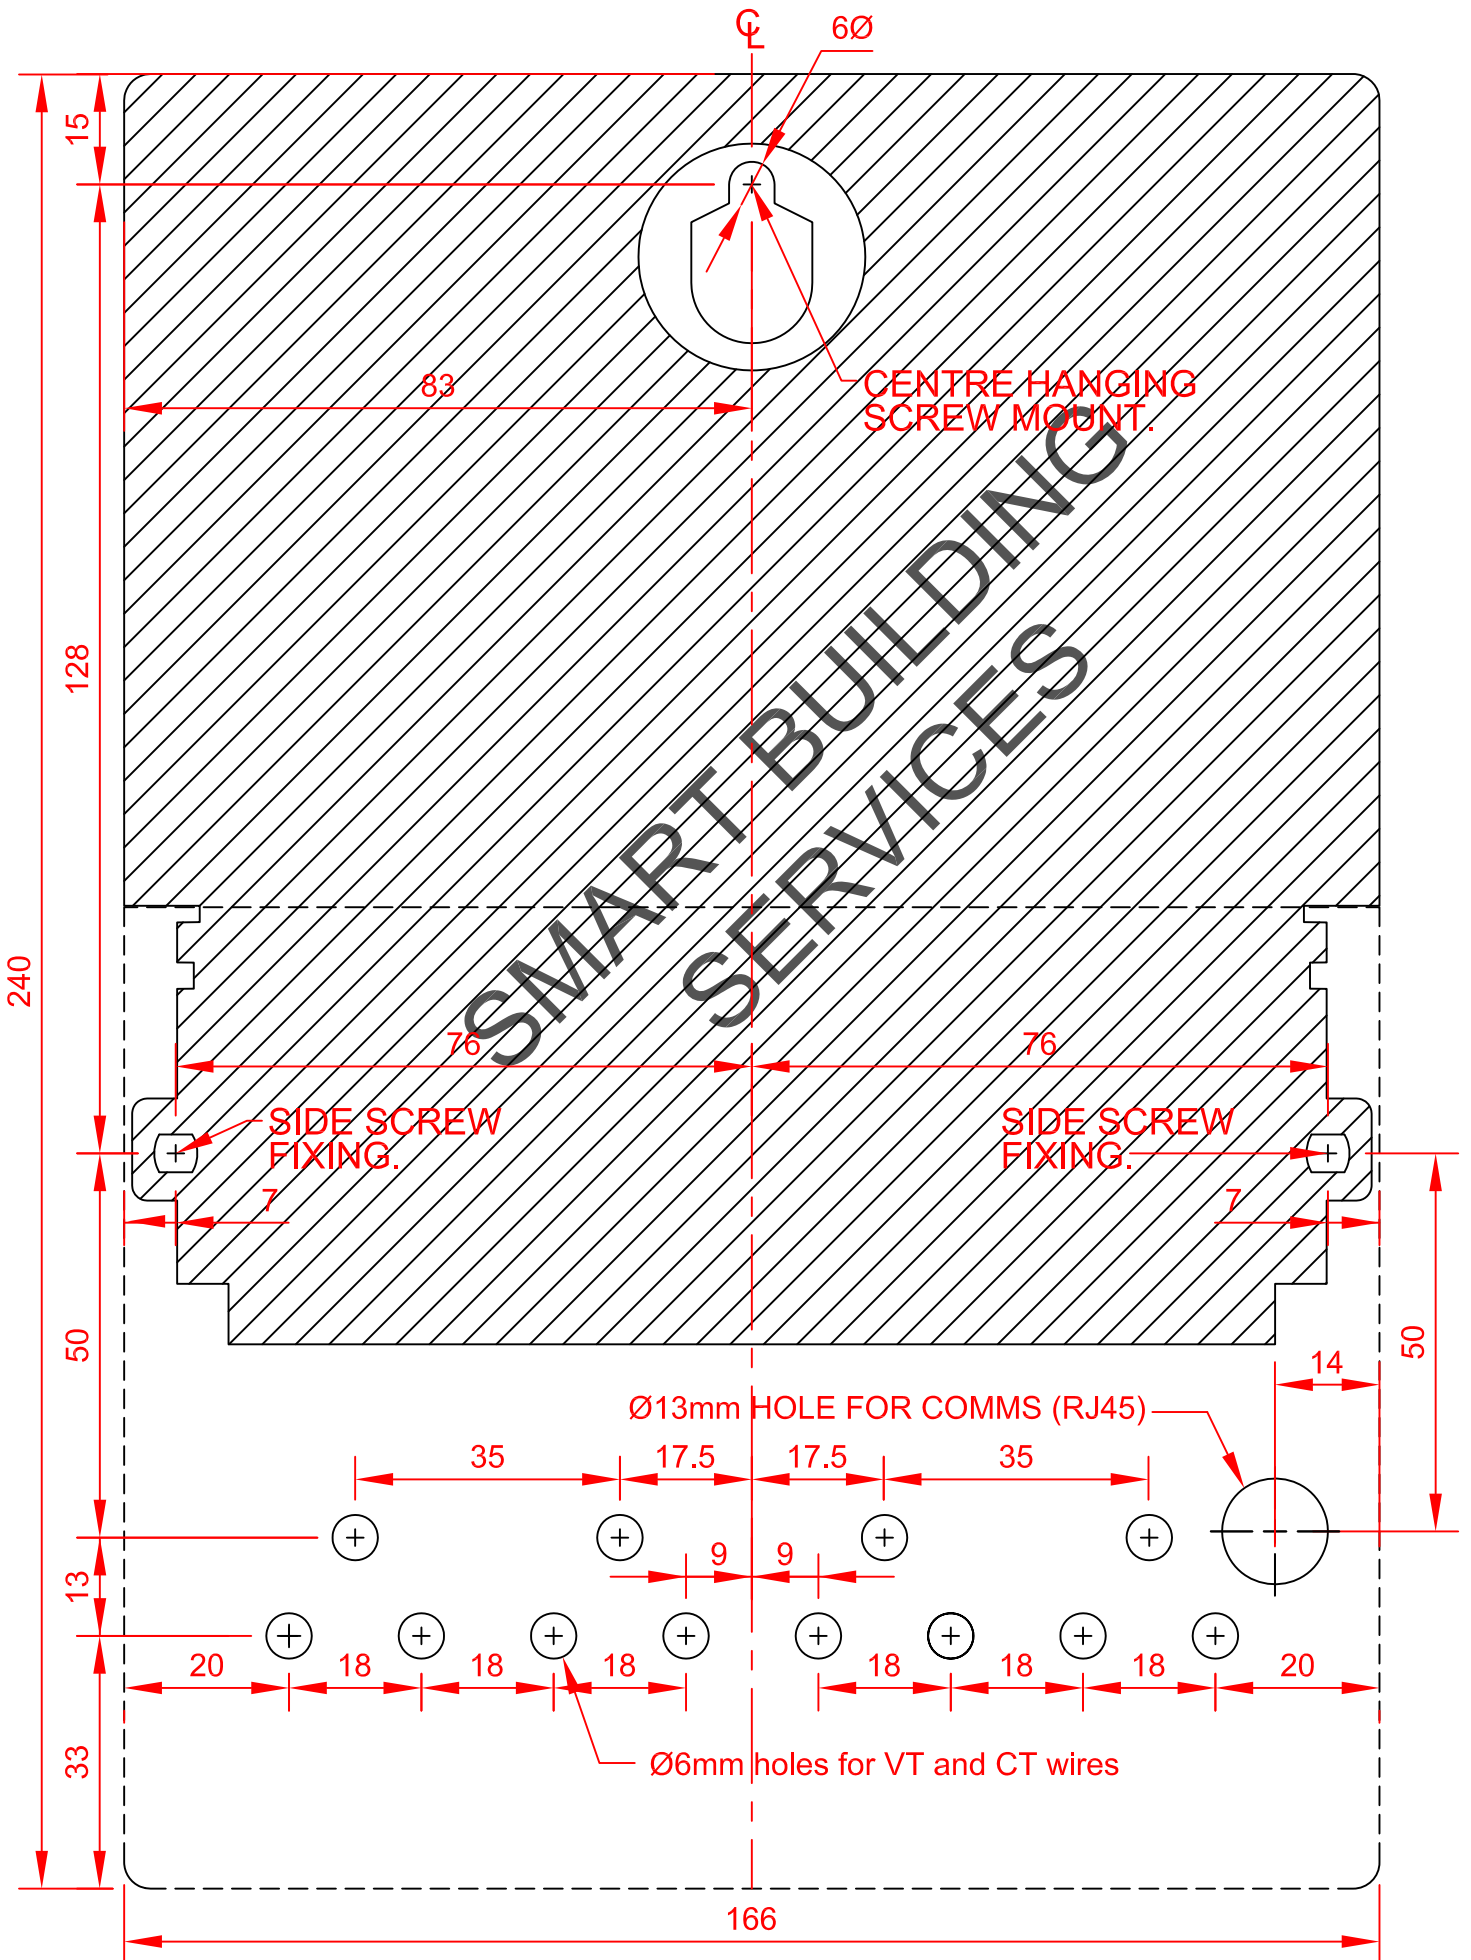 ℄
6Ø
15
83
CENTRE HANGING
SCREW MOUNT.
128
SMART BUILDING
SERVICES
240
76
76
SIDE SCREW
FIXING.
SIDE SCREW
FIXING.
7
7
50
50
14
Ø13mm HOLE FOR COMMS (RJ45)
35
17.5
17.5
35
9
9
13
20
18
18
18
18
18
18
20
33
Ø6mm holes for VT and CT wires
166